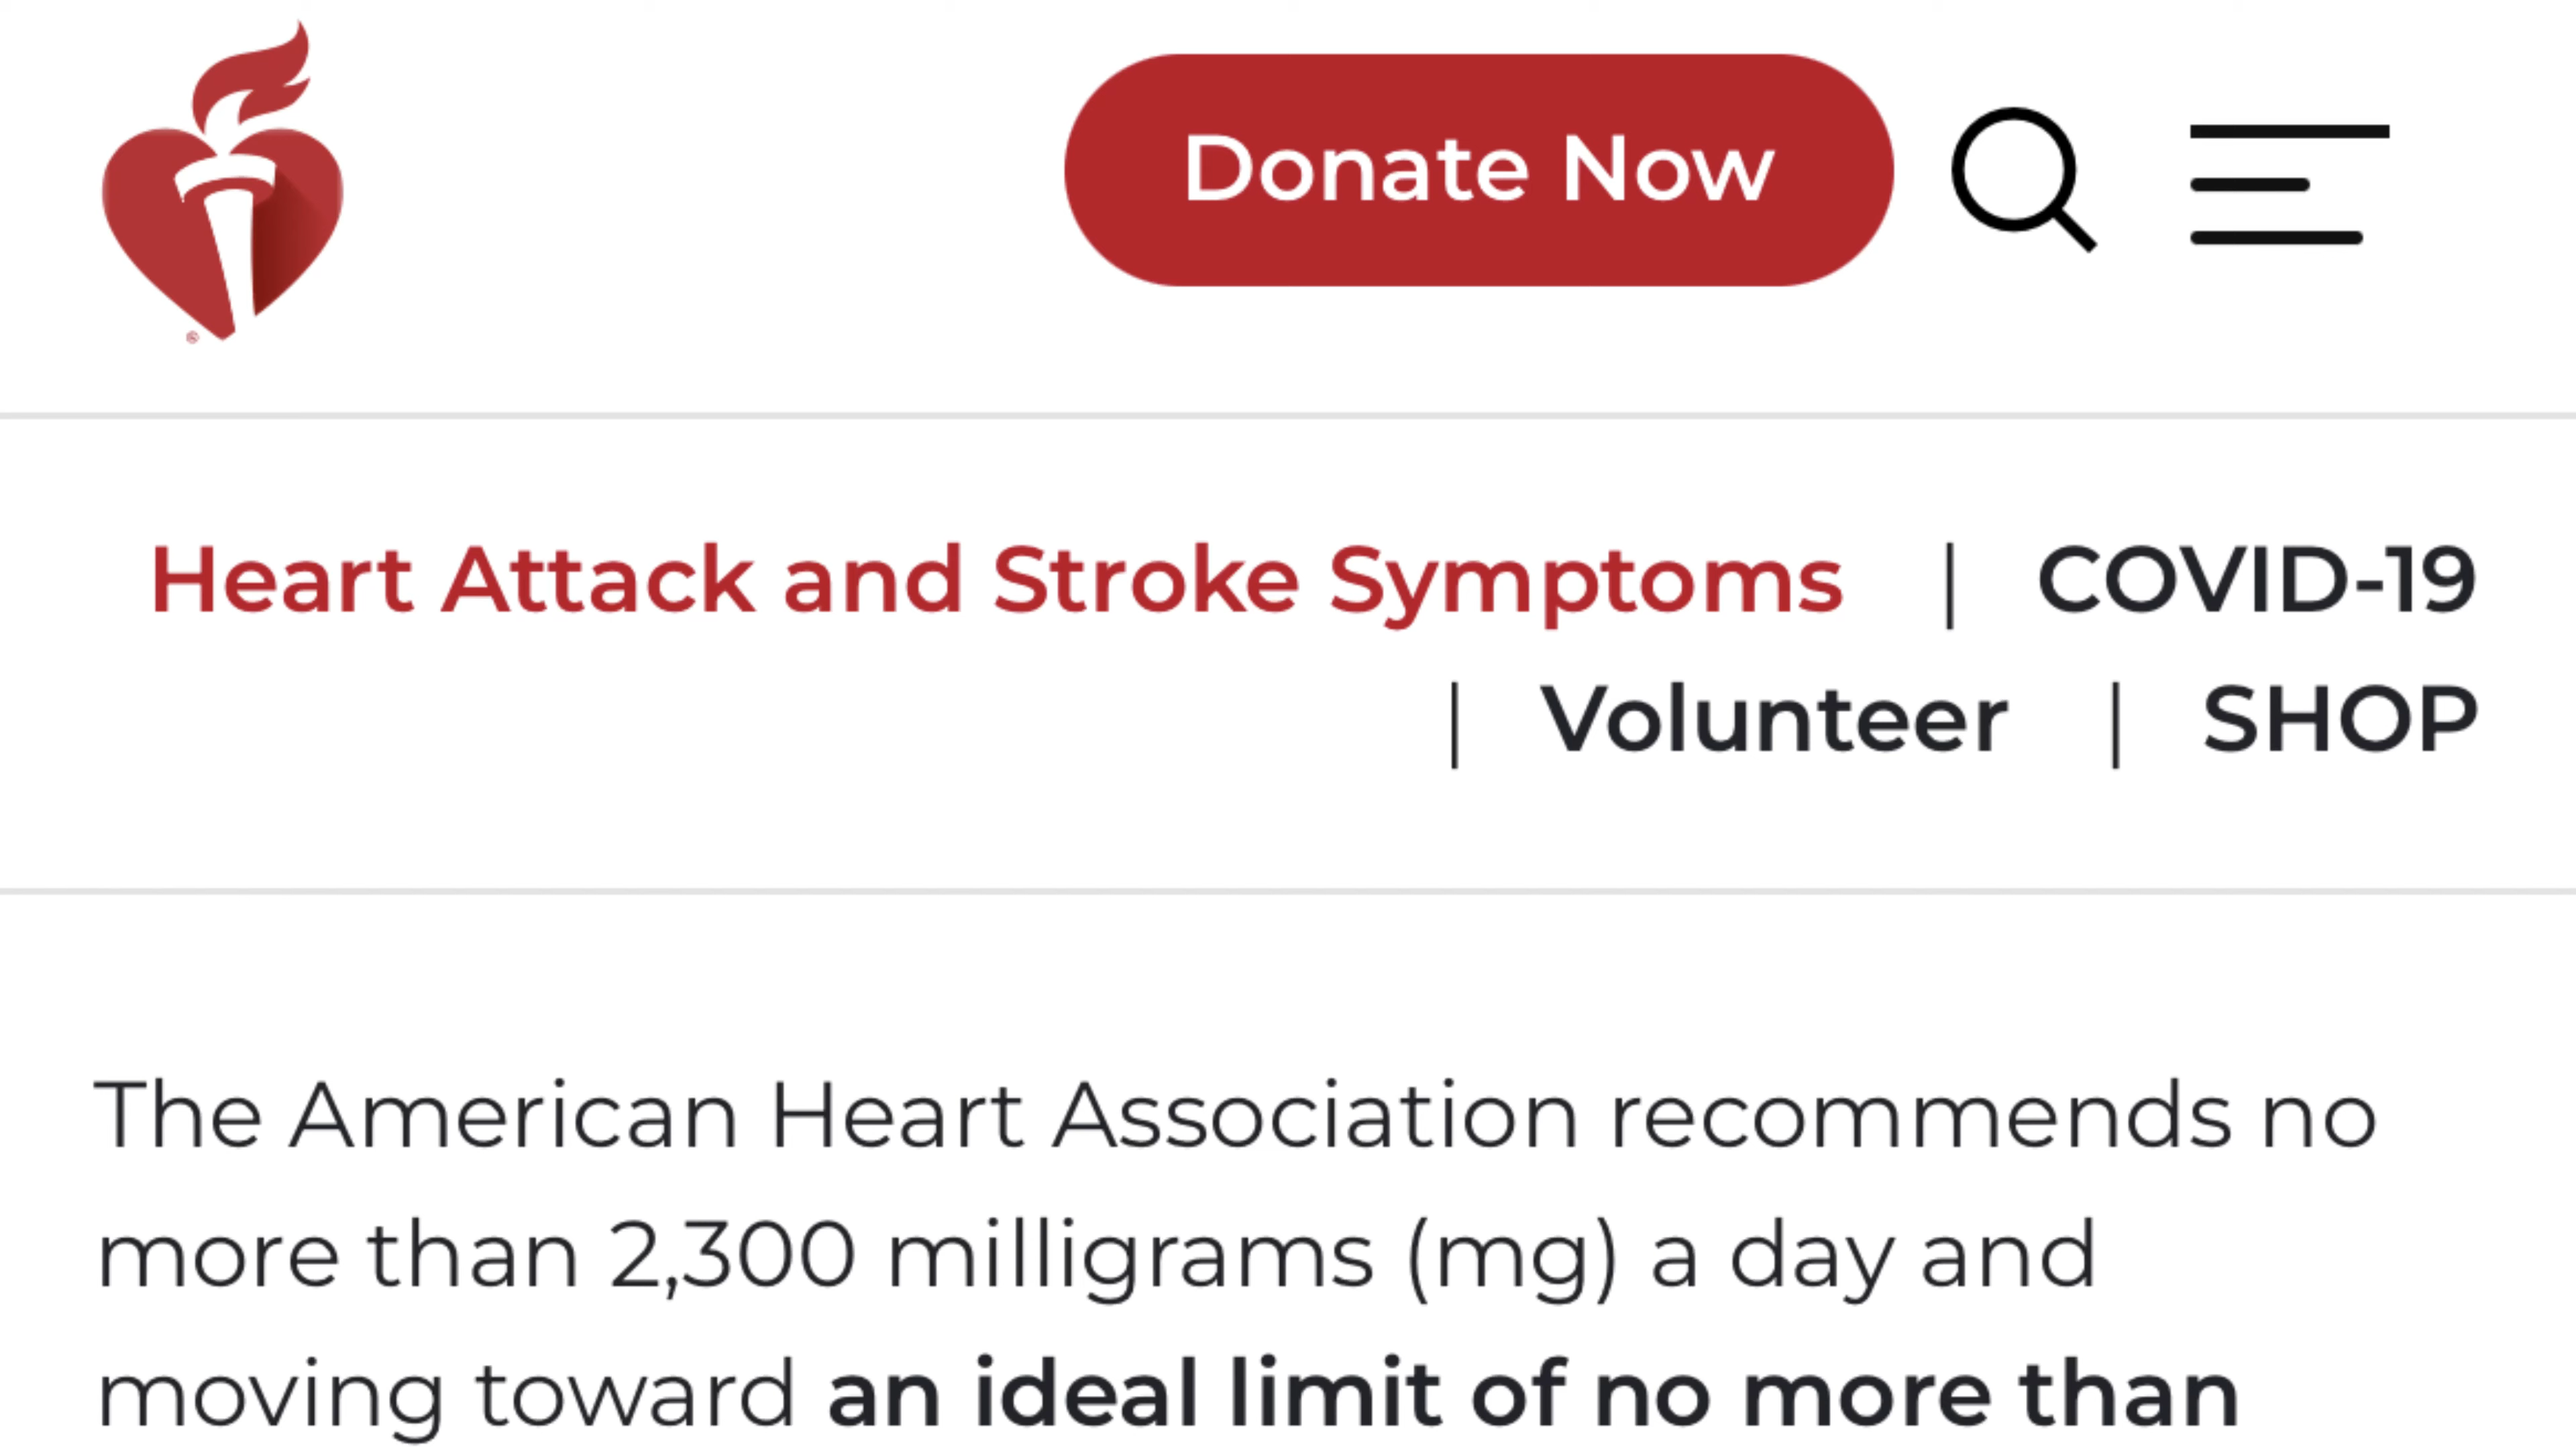 Donate Now
Heart Attack and Stroke Symptoms | COVID-19
| Volunteer | SHOP
The American Heart Association recommends no
more than 2,300 milligrams (mg) a day and
moving toward an ideal limit of no more than